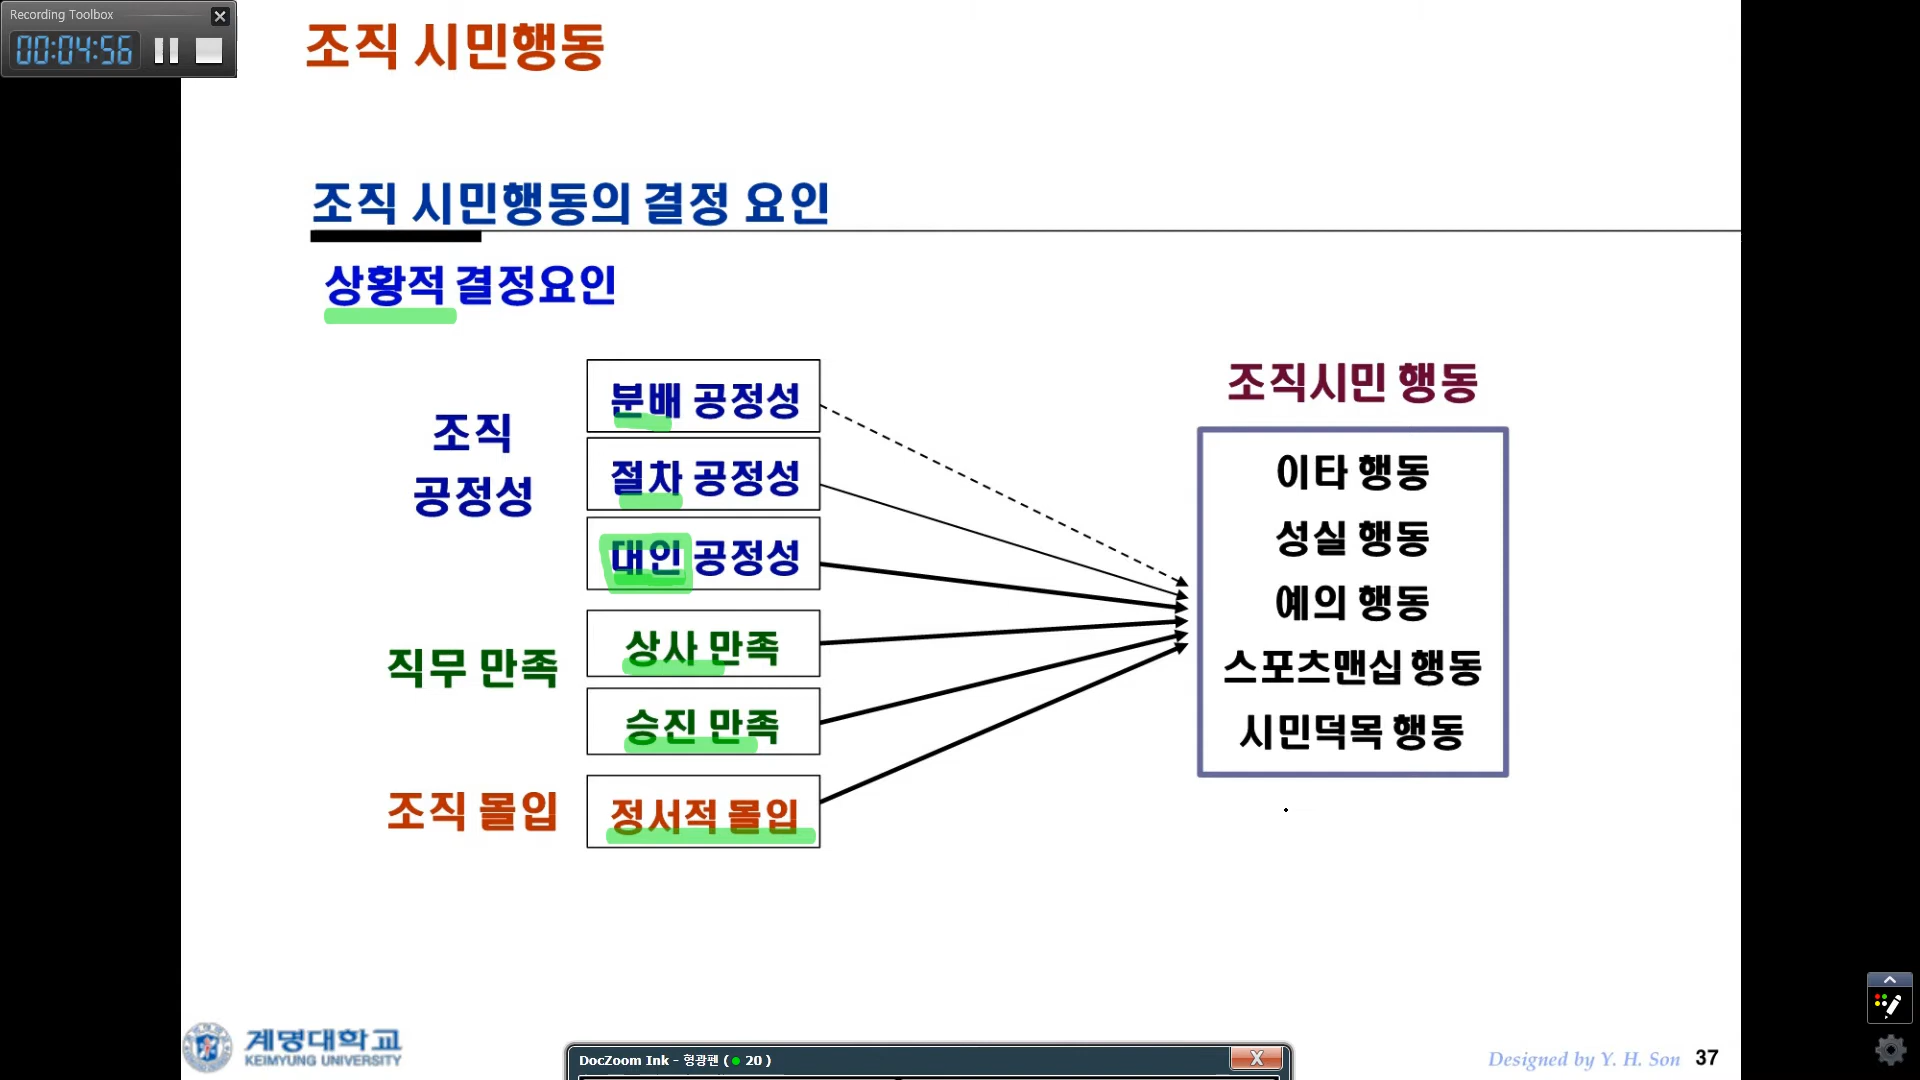 Recording Toolbox
00:04:56
조직 시민행동
조직 시민행동의 결정 요인
상황적 결정요인
조직
공정성
분배 공정성
절차 공정성
대인 공정성
직무 만족
상사 만족
승진 만족
조직 몰입
정서적 몰입
조직시민 행동
이타 행동
성실 행동
예의 행동
스포츠맨십 행동
시민덕목 행동
계명대학교
KEIMYUNG UNIVERSITY
DocZoom Ink - 형광펜 ( 20 )
Designed by Y. H. Son 37